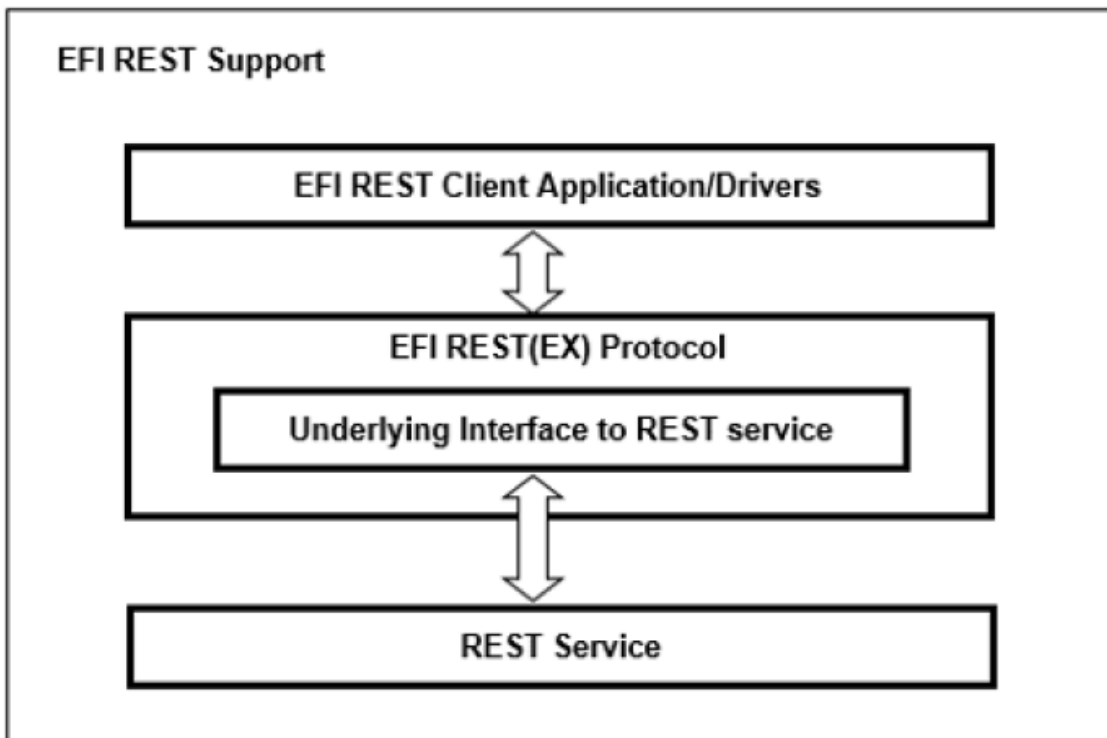 EFI REST Support
EFI REST Client Application/Drivers
EFI REST(EX) Protocol
Underlying Interface to REST service
REST Service